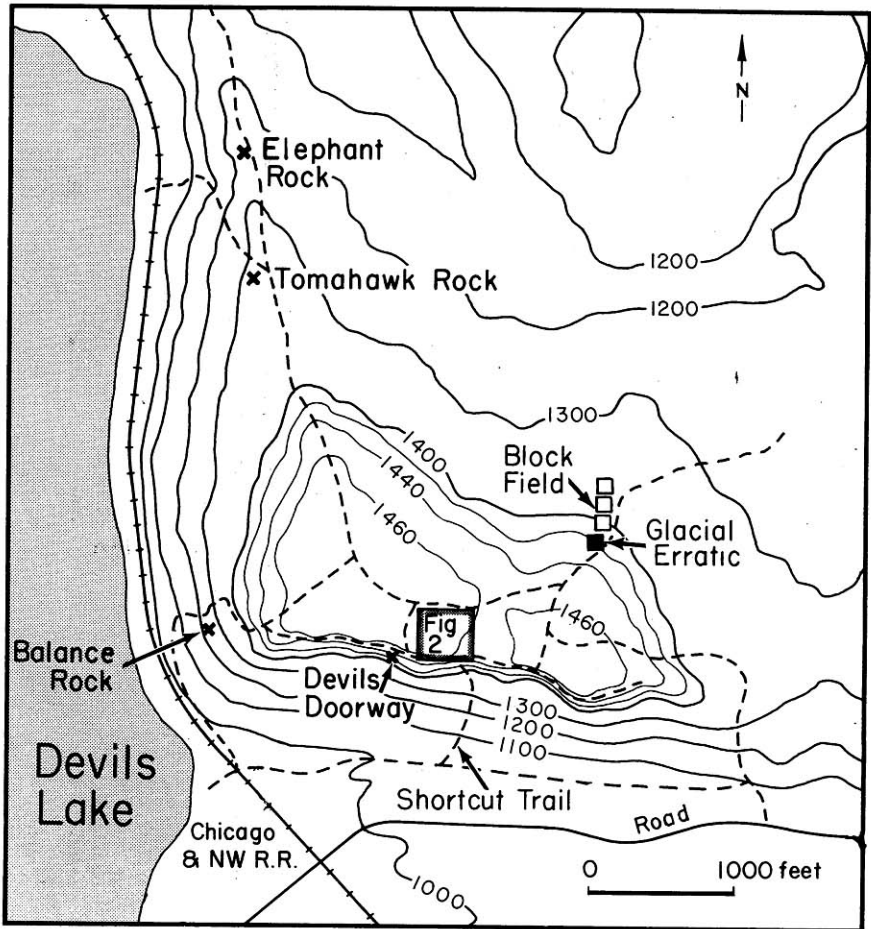 N
Elephant
Rock
Tomahawk Rock
1200
1200
1300
1400
1440
1460
Block
Field
Glacial
Erratic
Fig
2
1460
Balance
Rock
Devils
Doorway
1300
1200
1100
Devils
Lake
Shortcut Trail
Road
Chicago
& NW R.R.
0 1000 feet
1000